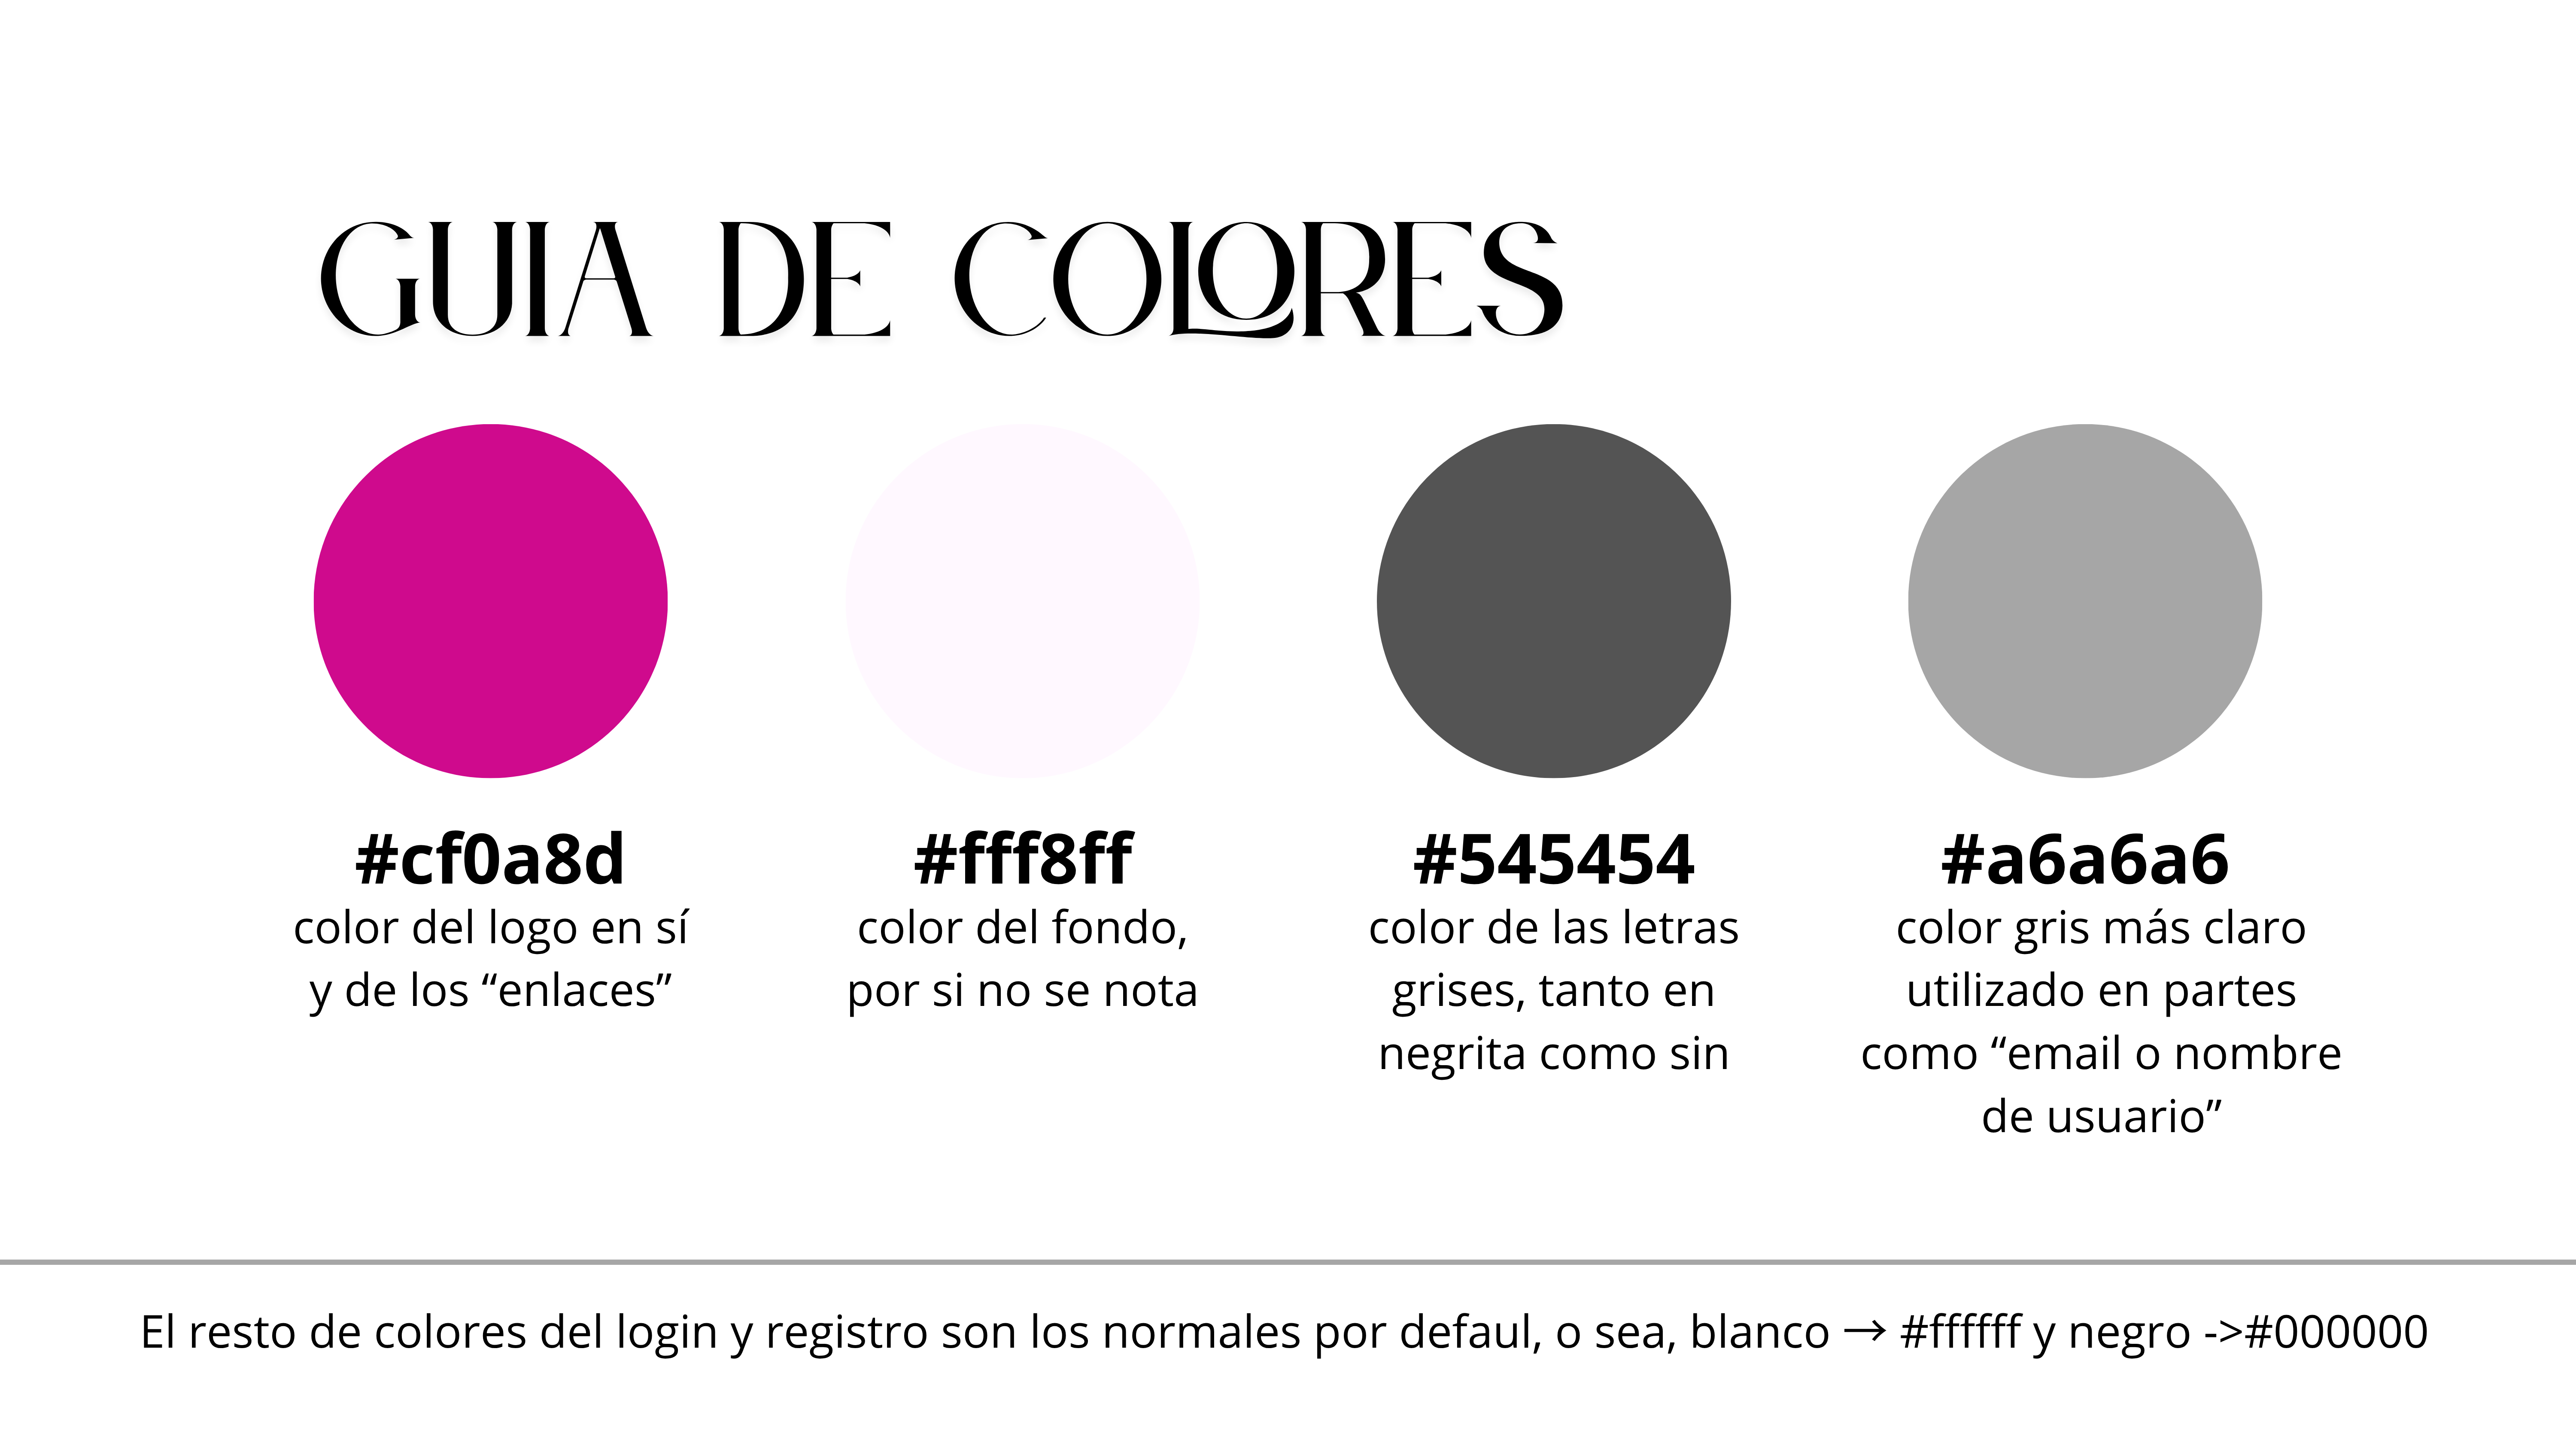 GUIA DE COLORES
#cf0a8d
color del logo en sí
y de los “enlaces”
#fff8ff
color del fondo,
por si no se nota
#545454
color de las letras
grises, tanto en
negrita como sin
#a6a6a6
color gris más claro
utilizado en partes
como “email o nombre
de usuario”
El resto de colores del login y registro son los normales por defaul, o sea, blanco → #ffffff y negro ->#000000